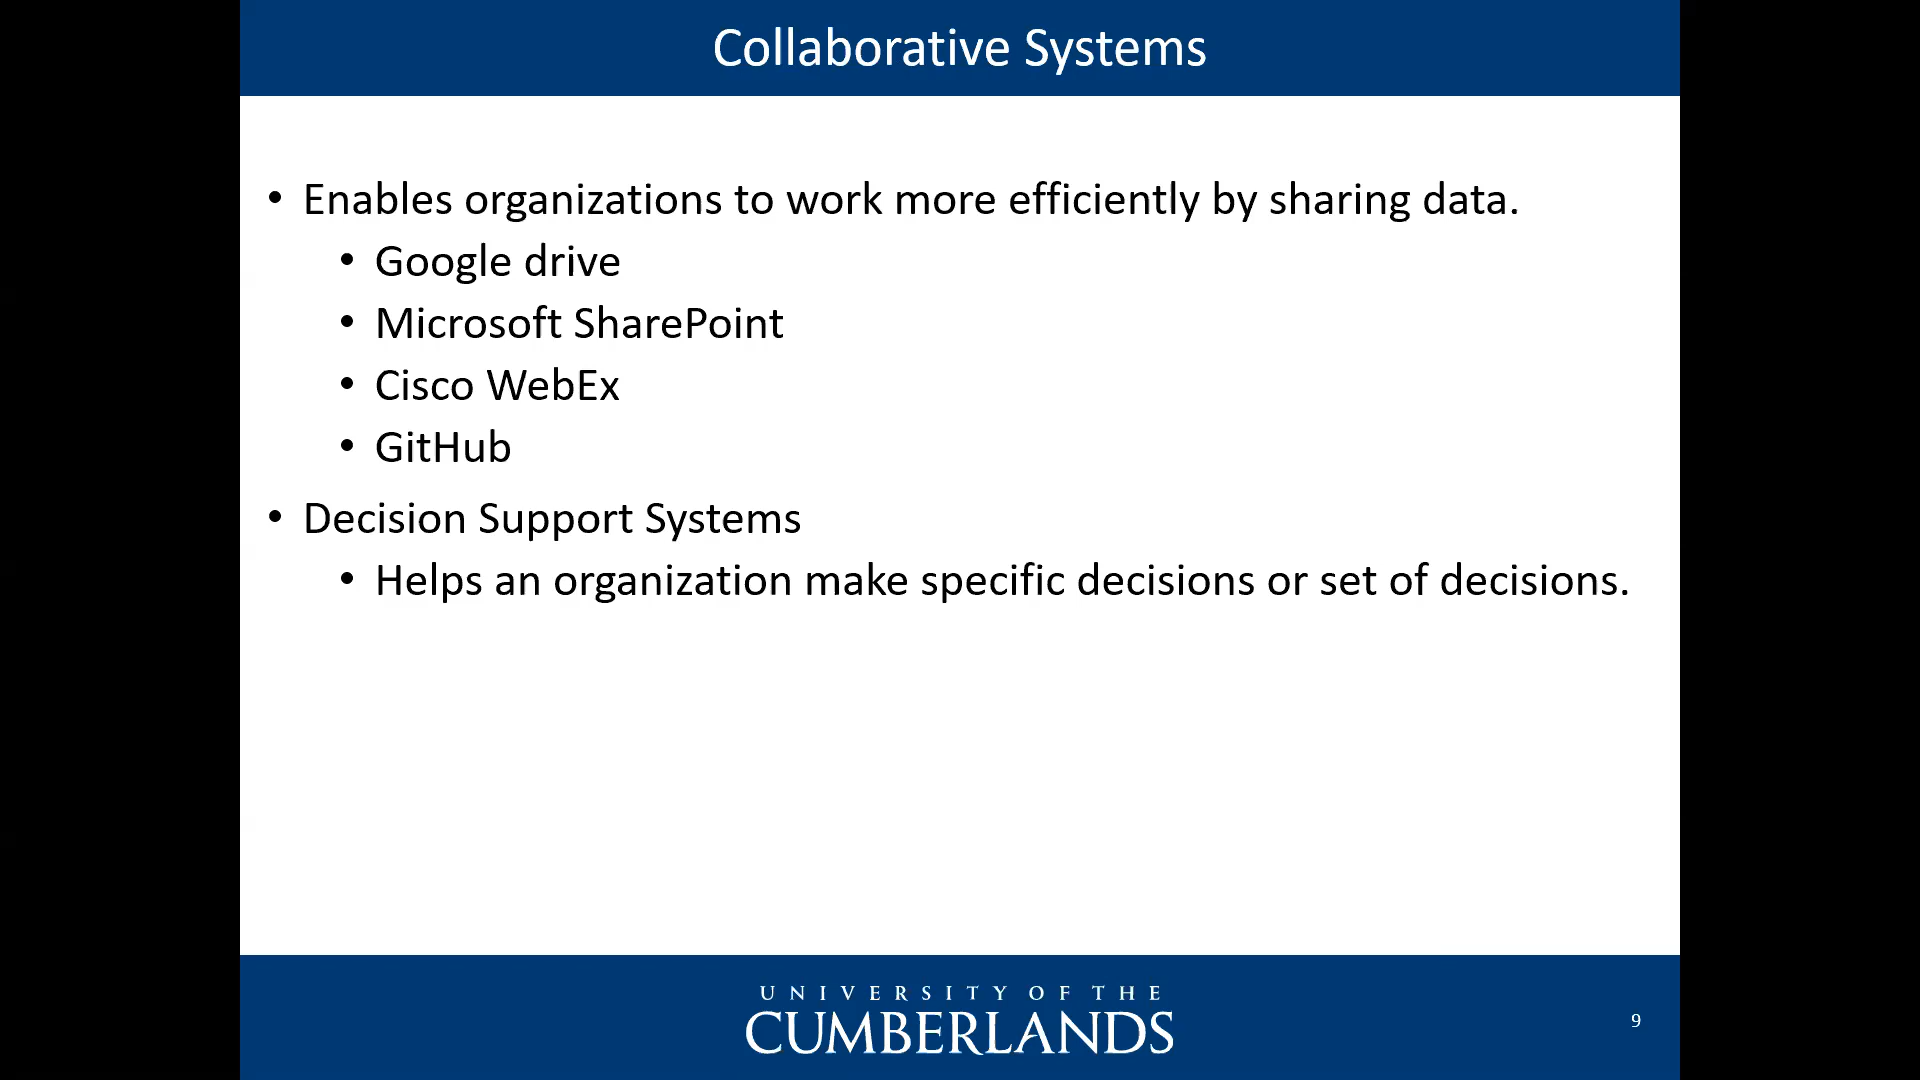 Collaborative Systems
• Enables organizations to work more efficiently by sharing data.
• Google drive
• Microsoft SharePoint
• Cisco WebEx
• GitHub
• Decision Support Systems
• Helps an organization make specific decisions or set of decisions.
UNIVERSITY OF THE
CUMBERLANDS
9